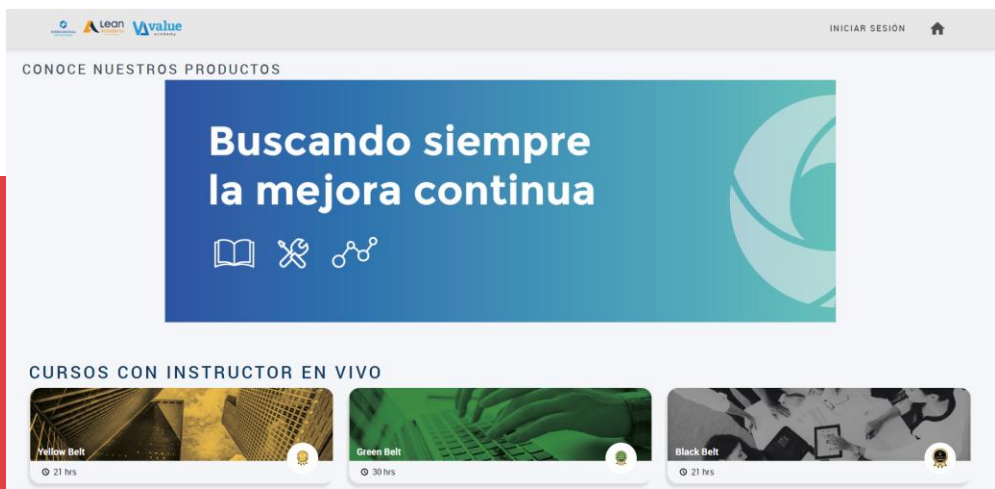 Lean
value
INICIAR SESIÓN
CONOCE NUESTROS PRODUCTOS
Buscando siempre
la mejora continua
CURSOS CON INSTRUCTOR EN VIVO
Yellow Belt
21 hrs
Green Belt
30 hrs
Black Belt
21 hrs